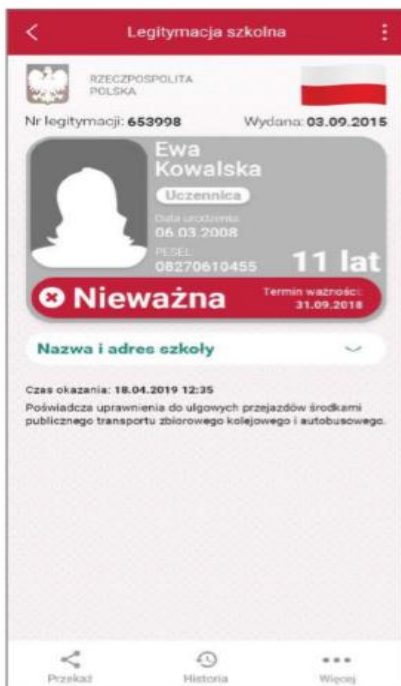 Legitymacja szkolna
RZECZPOSPOLITA
POLSKA
Nr legitymacji: 653998
Wydana: 03.09.2015
Ewa
Kowalska
Uczennica
Data urodzenia
06.03.2008
PESEL
08270610455
11 lat
Nieważna
Termin ważności:
31.09.2018
Nazwa i adres szkoły
Czas okazania: 18.04.2019 12:35
Poświadcza uprawnienia do ulgowych przejazdów środkami
publicznego transportu zbiorowego kolejowego i autobusowego.
Przekaż
Historia
Więcej